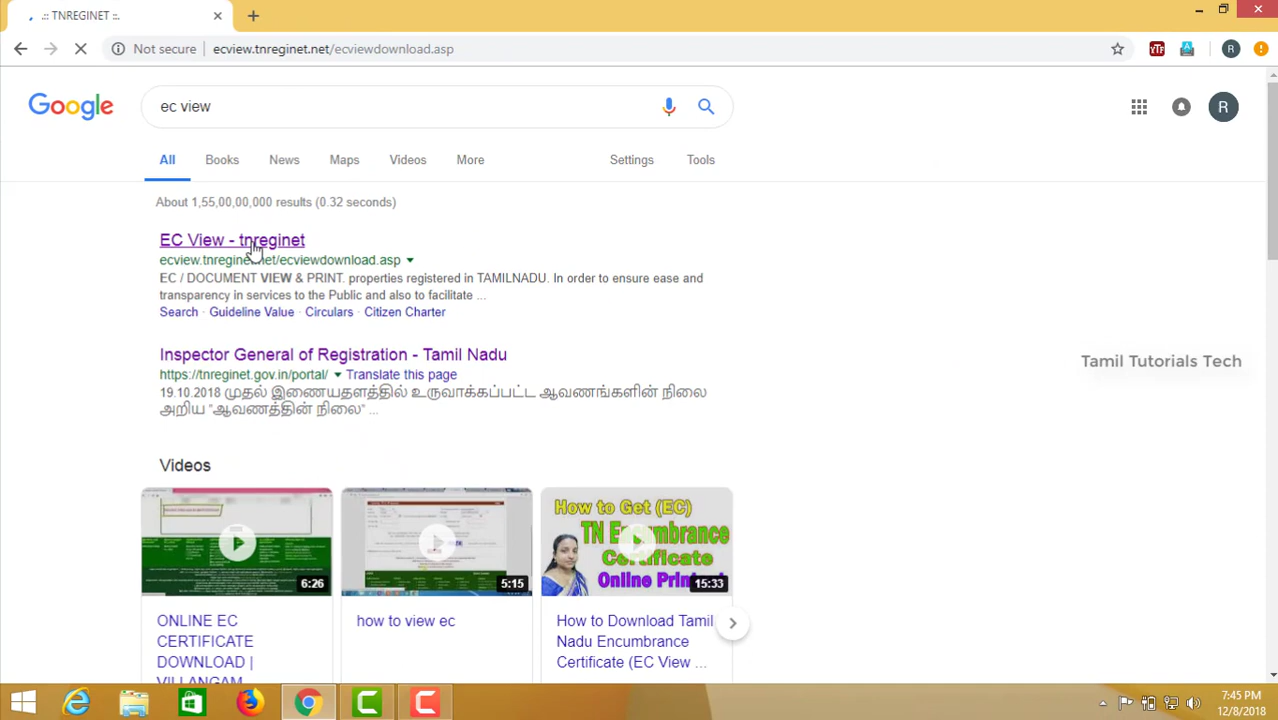 .:: TNREGINET ::.
Not secure
ecview.tnreginet.net/ecviewdownload.asp
R
Google
ec view
R
All Books News Maps Videos More Settings Tools
About 1,55,00,00,000 results (0.32 seconds)
EC View - tnreginet
ecview.tnreginet.net/ecviewdownload.asp
EC / DOCUMENT VIEW & PRINT. properties registered in TAMILNADU. In order to ensure ease and
transparency in services to the Public and also to facilitate ...
Search · Guideline Value · Circulars · Citizen Charter
Inspector General of Registration - Tamil Nadu
https://tnreginet.gov.in/portal/ Translate this page
19.10.2018 முதல் இணையதளத்தில் உருவாக்கப்பட்ட ஆவணங்களின் நிலை
அறிய "ஆவணத்தின் நிலை" ...
Tamil Tutorials Tech
Videos
6:26
5:15
How to Get (EC)
TN Encumbrance
Certificate
Online Print
15:33
ONLINE EC
CERTIFICATE
DOWNLOAD |
VILLANGAM
how to view ec
How to Download Tamil
Nadu Encumbrance
Certificate (EC View ...
7:45 PM
12/8/2018